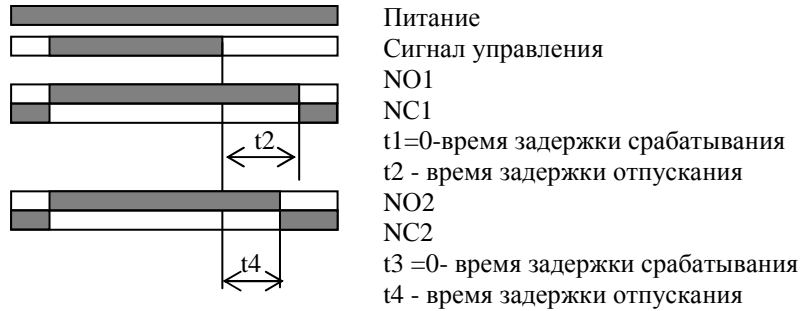 Питание
Сигнал управления
NO1
NC1
t2
t1=0-время задержки срабатывания
t2 - время задержки отпускания
NO2
NC2
t4
t3 =0- время задержки срабатывания
t4 - время задержки отпускания